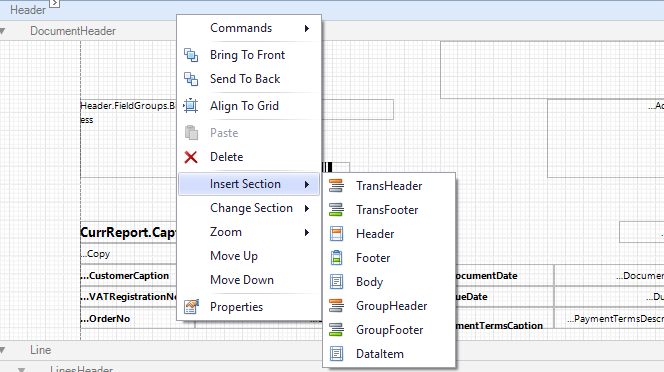 Header
DocumentHeader
Commands
Bring To Front
Send To Back
Align To Grid
Paste
Delete
Insert Section
Change Section
Zoom
Move Up
Move Down
Properties
TransHeader
TransFooter
Header
Footer
Body
GroupHeader
GroupFooter
DataItem
Header.FieldGroups.B
ess
...A
CurrReport.Cap
...Copy
...CustomerCaption
...VATRegistrationN
...OrderNo
ocumentDate
...Documen
ueDate
...Du
mentTermsCaption
...PaymentTermsDescr
Line
LinesHeader